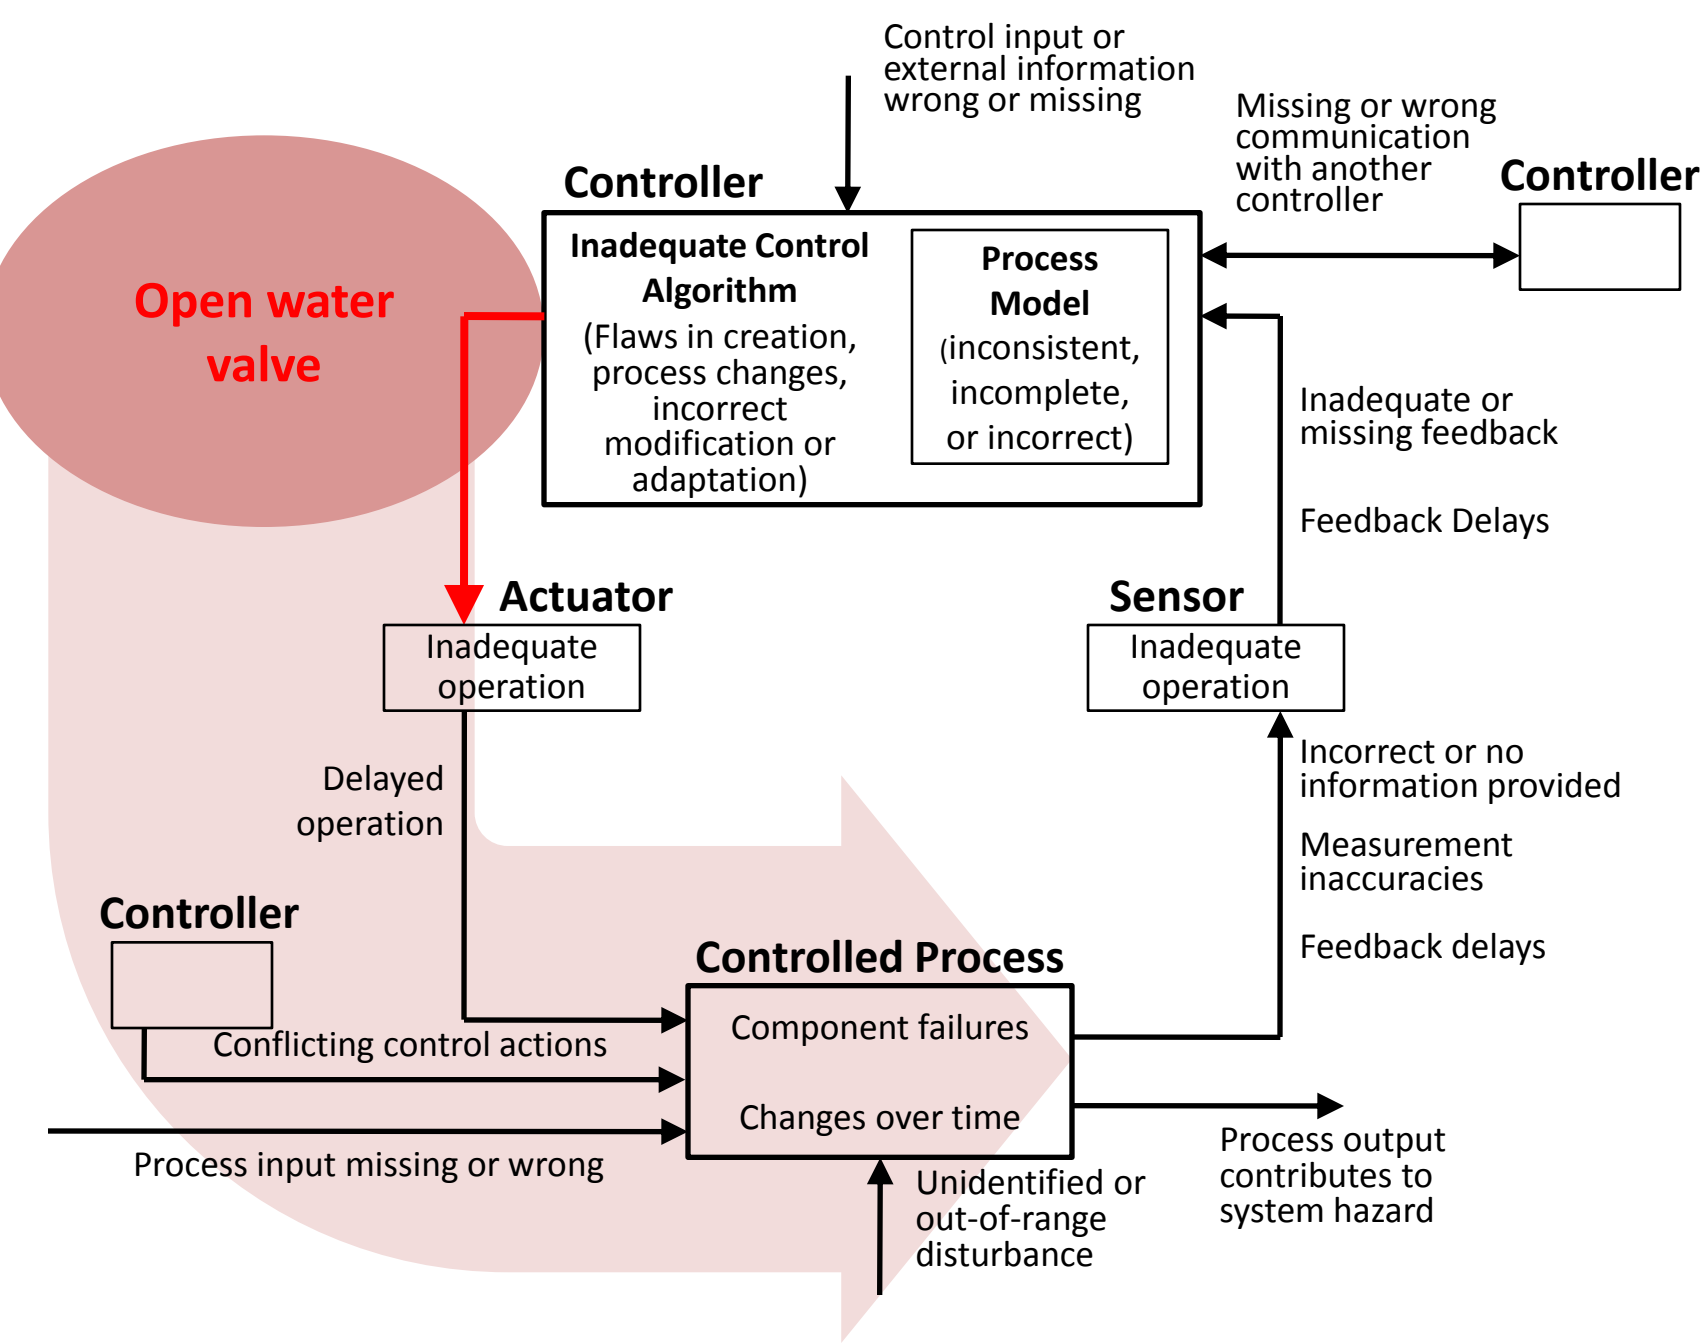 Control input or
external information
wrong or missing
Missing or wrong
communication
with another
controller
Controller
Controller
Inadequate Control
Algorithm
(Flaws in creation,
process changes,
incorrect
modification or
adaptation)
Process
Model
(inconsistent,
incomplete,
or incorrect)
Open water
valve
Inadequate or
missing feedback
Feedback Delays
Actuator
Inadequate
operation
Sensor
Inadequate
operation
Delayed
operation
Incorrect or no
information provided
Measurement
inaccuracies
Feedback delays
Controller
Conflicting control actions
Process input missing or wrong
Controlled Process
Component failures
Changes over time
Unidentified or
out-of-range
disturbance
Process output
contributes to
system hazard